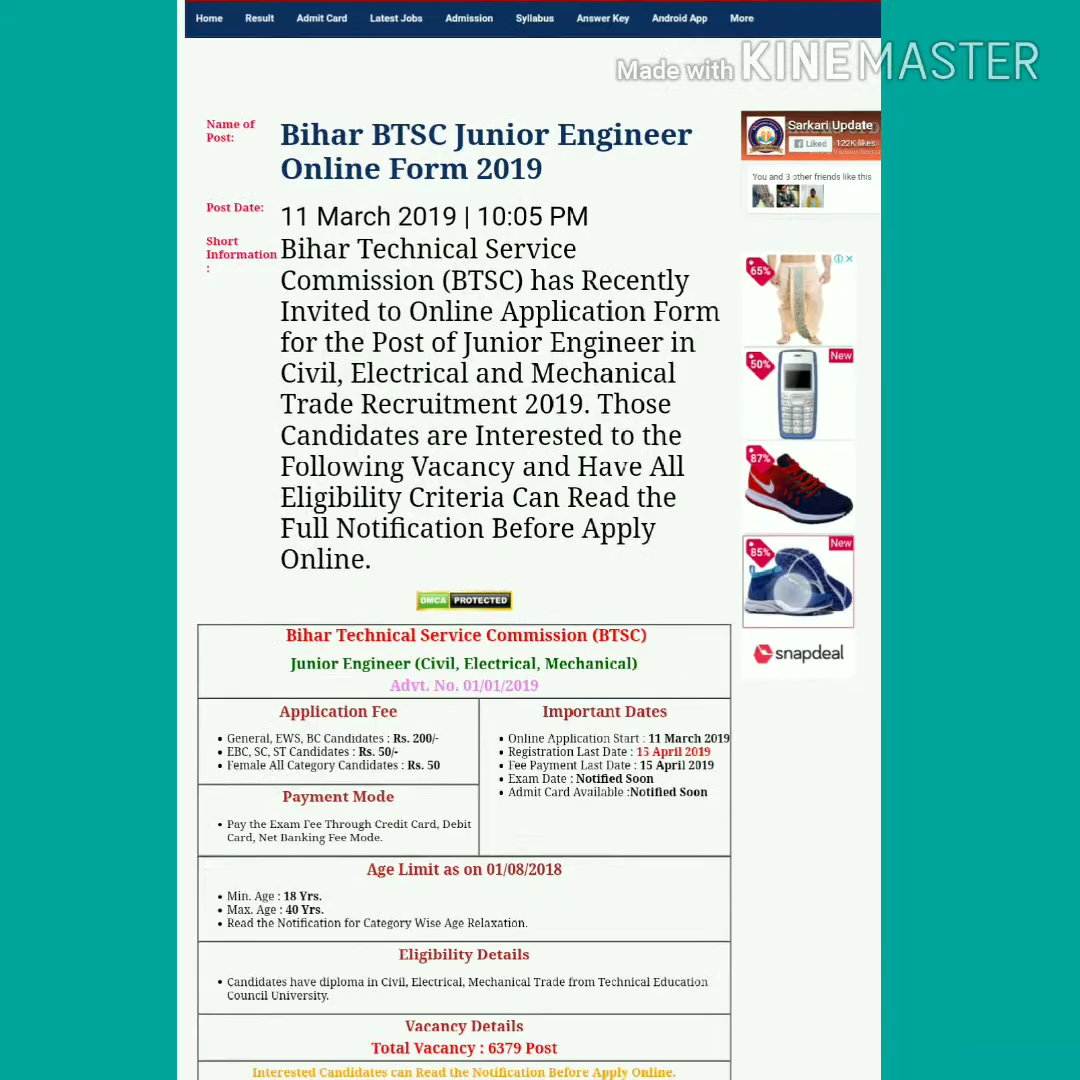 Home Result Admit Card Latest Jobs Admission Syllabus Answer Key Android App More
Made with KINEMASTER
Name of
Post:
Bihar BTSC Junior Engineer
Online Form 2019
Post Date:
11 March 2019 | 10:05 PM
Short
Information
:
Bihar Technical Service
Commission (BTSC) has Recently
Invited to Online Application Form
for the Post of Junior Engineer in
Civil, Electrical and Mechanical
Trade Recruitment 2019. Those
Candidates are Interested to the
Following Vacancy and Have All
Eligibility Criteria Can Read the
Full Notification Before Apply
Online.
DMCA PROTECTED
Sarkari Update
Liked 122K likes
You and 3 other friends like this
65%
50%
New
87%
85%
New
snapdeal
Bihar Technical Service Commission (BTSC)
Junior Engineer (Civil, Electrical, Mechanical)
Advt. No. 01/01/2019
Application Fee
• General, EWS, BC Candidates : Rs. 200/-
• EBC, SC, ST Candidates : Rs. 50/-
• Female All Category Candidates : Rs. 50
Payment Mode
• Pay the Exam Fee Through Credit Card, Debit
Card, Net Banking Fee Mode.
Important Dates
• Online Application Start : 11 March 2019
• Registration Last Date : 15 April 2019
• Fee Payment Last Date : 15 April 2019
• Exam Date : Notified Soon
• Admit Card Available :Notified Soon
Age Limit as on 01/08/2018
• Min. Age : 18 Yrs.
• Max. Age : 40 Yrs.
• Read the Notification for Category Wise Age Relaxation.
Eligibility Details
• Candidates have diploma in Civil, Electrical, Mechanical Trade from Technical Education
Council University.
Vacancy Details
Total Vacancy : 6379 Post
Interested Candidates can Read the Notification Before Apply Online.